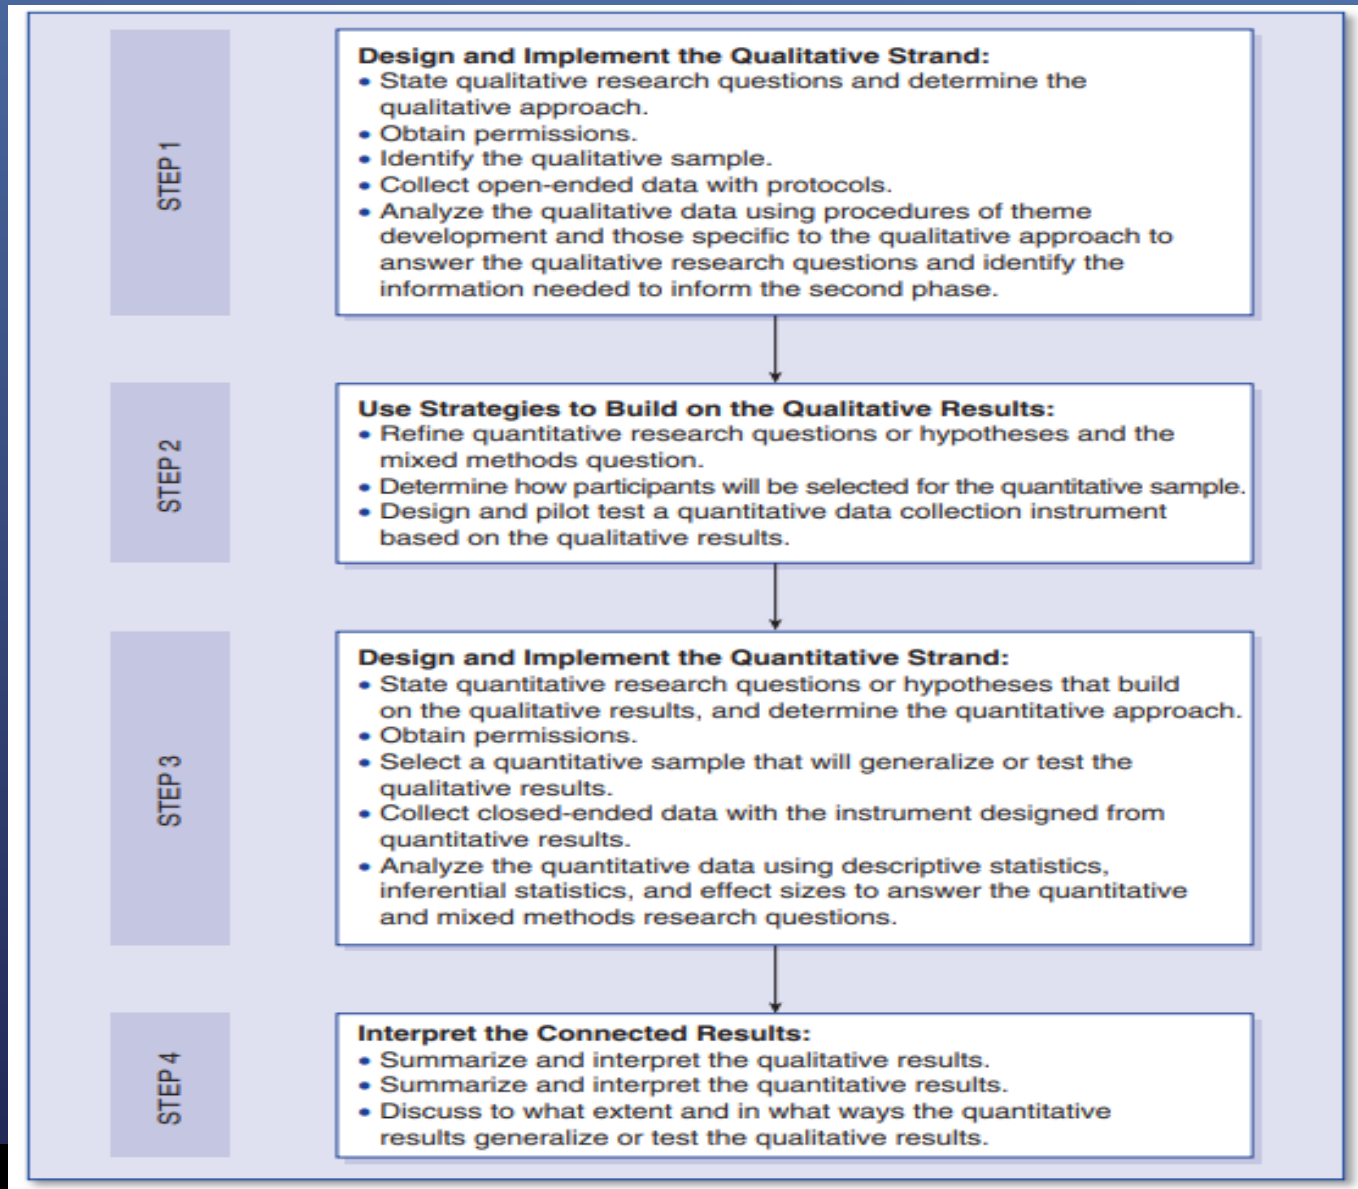 STEP 1
Design and Implement the Qualitative Strand:
• State qualitative research questions and determine the
qualitative approach.
• Obtain permissions.
• Identify the qualitative sample.
• Collect open-ended data with protocols.
• Analyze the qualitative data using procedures of theme
development and those specific to the qualitative approach to
answer the qualitative research questions and identify the
information needed to inform the second phase.
STEP 2
Use Strategies to Build on the Qualitative Results:
• Refine quantitative research questions or hypotheses and the
mixed methods question.
• Determine how participants will be selected for the quantitative sample.
• Design and pilot test a quantitative data collection instrument
based on the qualitative results.
STEP 3
Design and Implement the Quantitative Strand:
• State quantitative research questions or hypotheses that build
on the qualitative results, and determine the quantitative approach.
• Obtain permissions.
• Select a quantitative sample that will generalize or test the
qualitative results.
• Collect closed-ended data with the instrument designed from
quantitative results.
• Analyze the quantitative data using descriptive statistics,
inferential statistics, and effect sizes to answer the quantitative
and mixed methods research questions.
STEP 4
Interpret the Connected Results:
• Summarize and interpret the qualitative results.
• Summarize and interpret the quantitative results.
• Discuss to what extent and in what ways the quantitative
results generalize or test the qualitative results.